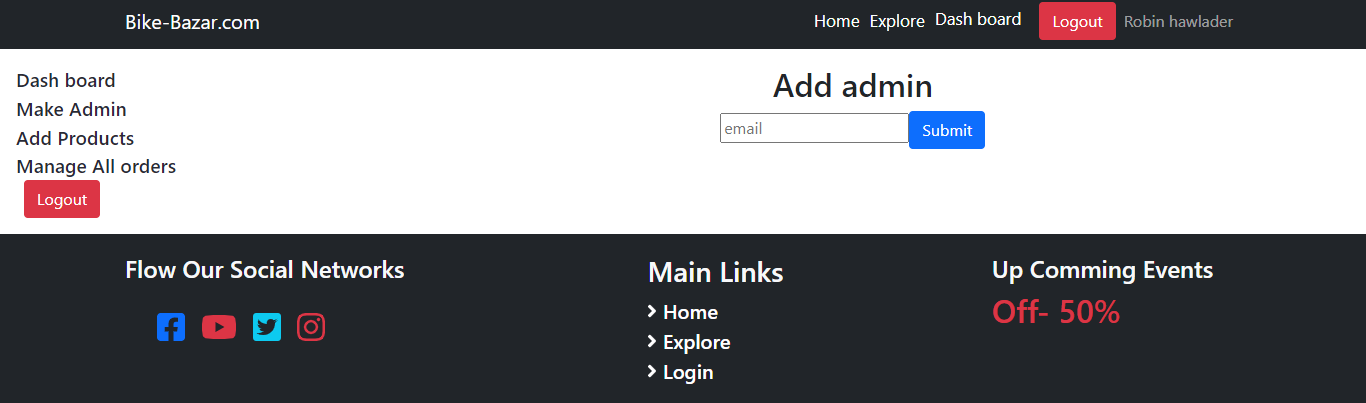 Bike-Bazar.com
Home Explore Dash board Logout Robin hawlader
Dash board
Make Admin
Add Products
Manage All orders
Logout
Add admin
email Submit
Flow Our Social Networks
Main Links
Home
Explore
Login
Up Comming Events
Off- 50%